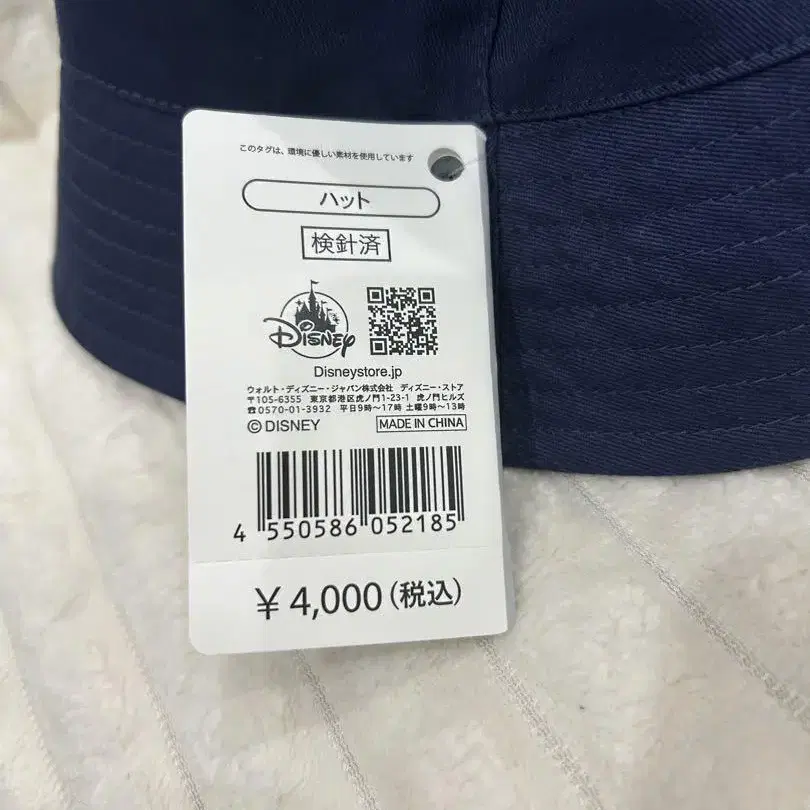 このタグは、環境に優しい素材を使用しています
ハット
検針済
Disney
Disneystore.jp
ウォルト・ディズニー・ジャパン株式会社 ディズニー・ストア
〒105-6355 東京都港区虎ノ門1-23-1 虎ノ門ヒルズ
☎0570-01-3932 平日9時〜17時 土曜9時〜13時
© DISNEY MADE IN CHINA
4 550586 052185
¥4,000(税込)